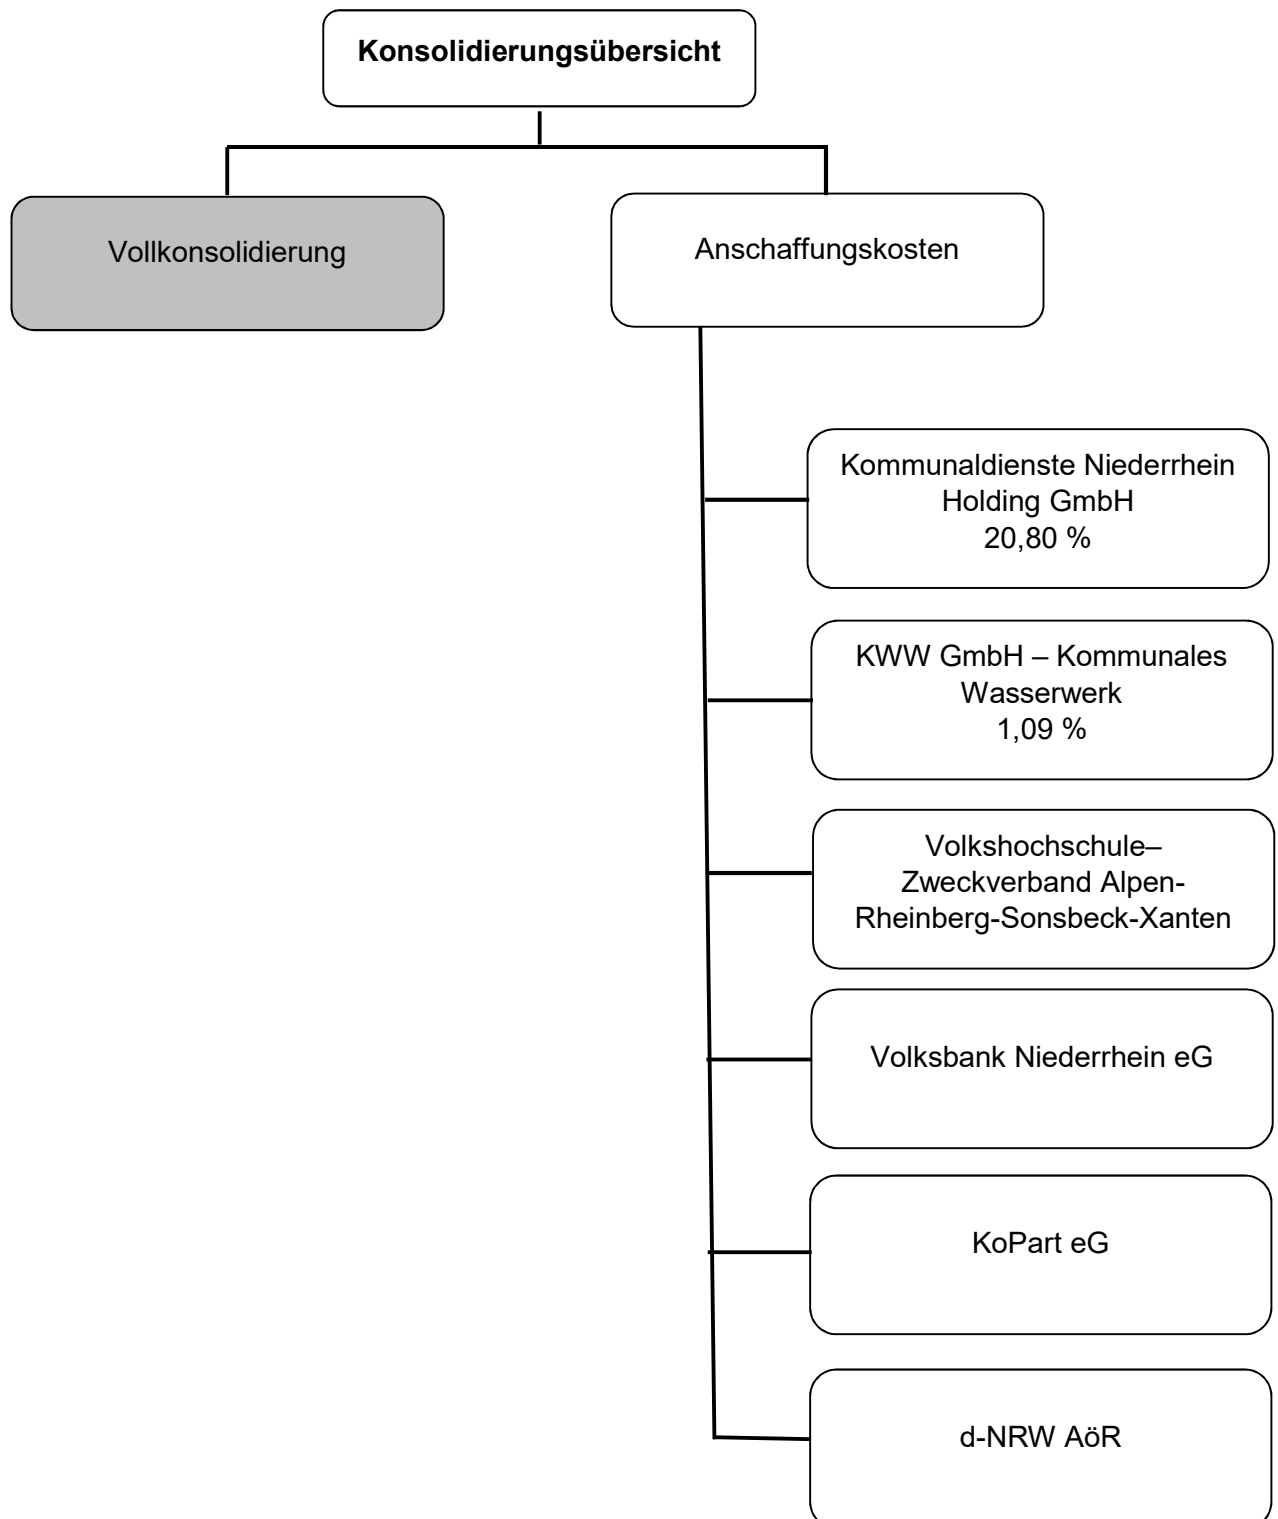 Konsolidierungsübersicht
Vollkonsolidierung
Anschaffungskosten
Kommunaldienste Niederrhein
Holding GmbH
20,80 %
KWW GmbH – Kommunales
Wasserwerk
1,09 %
Volkshochschule–
Zweckverband Alpen-
Rheinberg-Sonsbeck-Xanten
Volksbank Niederrhein eG
KoPart eG
d-NRW AöR